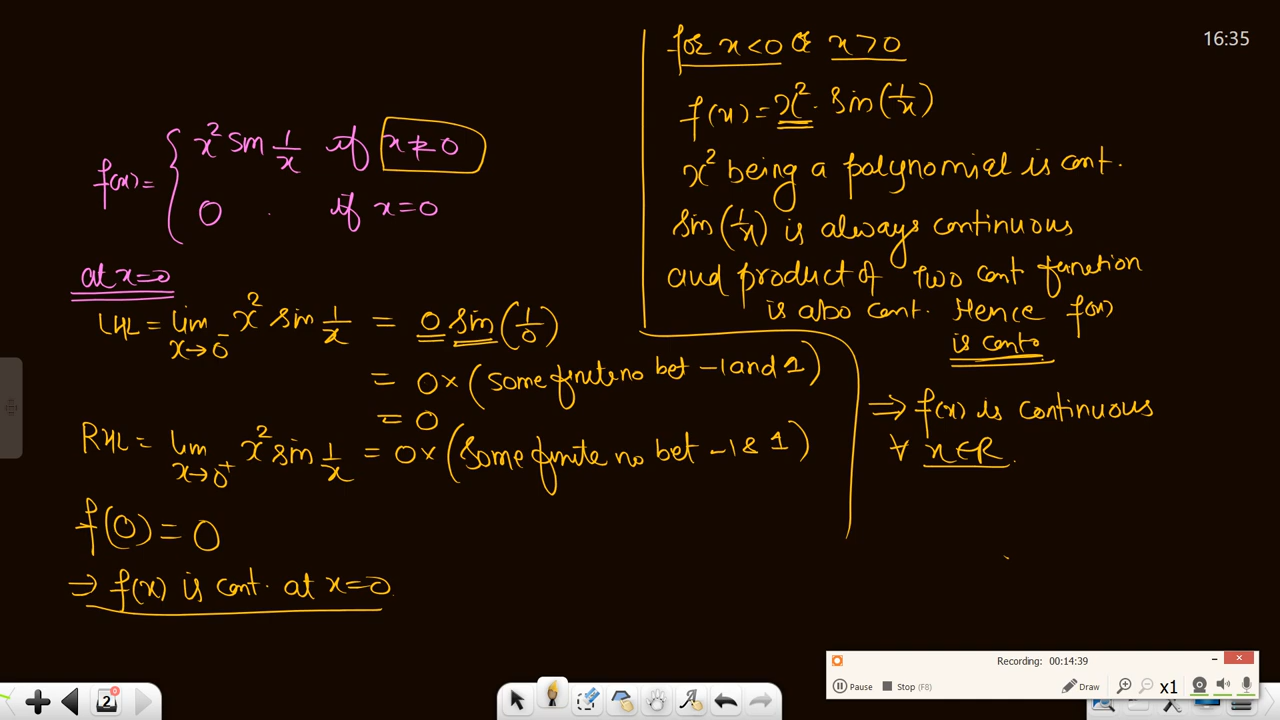 f(x) = { x² sin 1/x if x ≠ 0
0 . if x = 0
at x=0
LHL = lim x→0⁻ x² sin 1/x = 0 sin (1/0)
= 0 × (some finite no bet -1 and 1)
= 0
RHL = lim x→0⁺ x² sin 1/x = 0 × (some finite no bet -1 & 1)
f(0) = 0
⇒ f(x) is cont. at x=0.
for x<0 or x>0
f(x) = x². sin(1/x)
x² being a polynomial is cont.
sin(1/x) is always continuous
and product of two cont function
is also cont. Hence f(x)
is cont.
⇒ f(x) is continuous
∀ x∈R.
16:35
Recording: 00:14:39
Pause Stop (F8) Draw x1
2 0